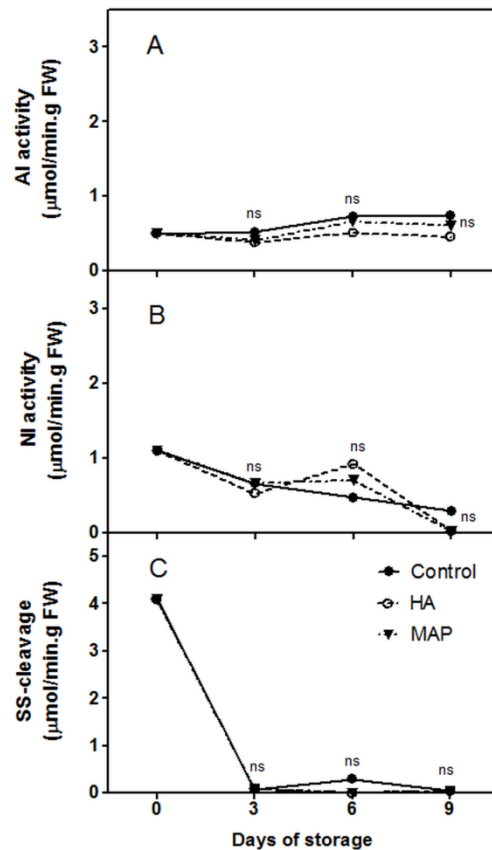 A
AI activity
(μmol/min.g FW)
3
2
1
0
ns
ns
ns
B
NI activity
(μmol/min.g FW)
3
2
1
0
ns
ns
ns
C
SS-cleavage
(μmol/min.g FW)
5
4
3
2
1
0
Control
HA
MAP
ns
ns
ns
0 3 6 9
Days of storage